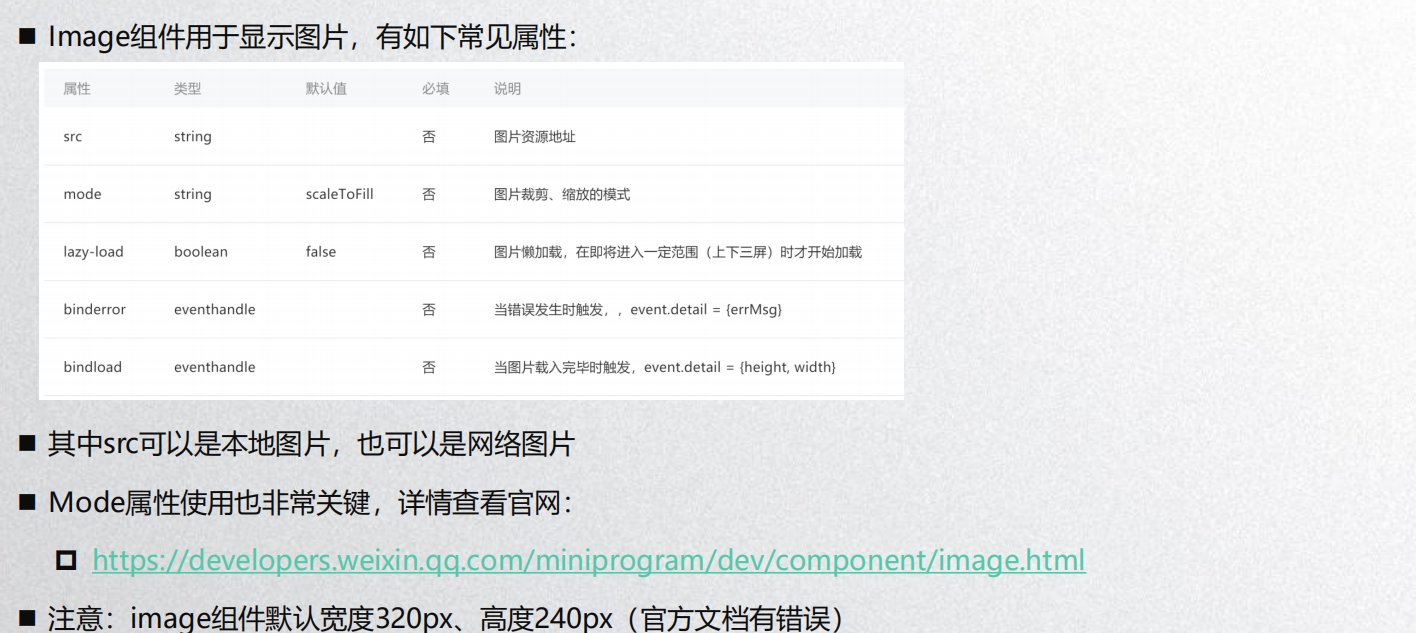 ■ Image组件用于显示图片，有如下常见属性：
属性 类型 默认值 必填 说明
src string 否 图片资源地址
mode string scaleToFill 否 图片裁剪、缩放的模式
lazy-load boolean false 否 图片懒加载，在即将进入一定范围（上下三屏）时才开始加载
binderror eventhandle 否 当错误发生时触发，，event.detail = {errMsg}
bindload eventhandle 否 当图片载入完毕时触发，event.detail = {height, width}
■ 其中src可以是本地图片，也可以是网络图片
■ Mode属性使用也非常关键，详情查看官网：
https://developers.weixin.qq.com/miniprogram/dev/component/image.html
■ 注意：image组件默认宽度320px、高度240px（官方文档有错误）